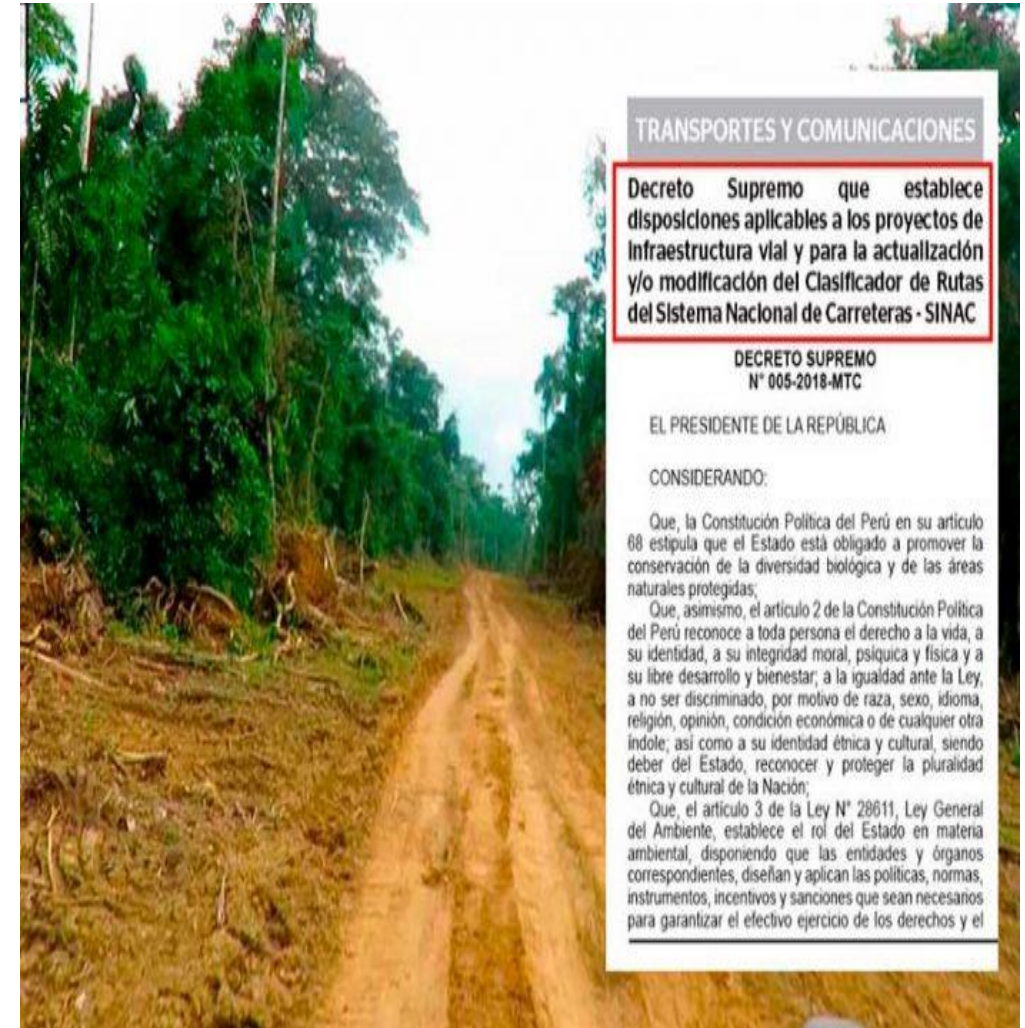 TRANSPORTES Y COMUNICACIONES
Decreto Supremo que establece
disposiciones aplicables a los proyectos de
infraestructura vial y para la actualización
y/o modificación del Clasificador de Rutas
del Sistema Nacional de Carreteras - SINAC
DECRETO SUPREMO
N° 005-2018-MTC
EL PRESIDENTE DE LA REPÚBLICA
CONSIDERANDO:
Que, la Constitución Política del Perú en su artículo
68 estipula que el Estado está obligado a promover la
conservación de la diversidad biológica y de las áreas
naturales protegidas;
Que, asimismo, el artículo 2 de la Constitución Política
del Perú reconoce a toda persona el derecho a la vida, a
su identidad, a su integridad moral, psíquica y física y a
su libre desarrollo y bienestar; a la igualdad ante la Ley,
a no ser discriminado, por motivo de raza, sexo, idioma,
religión, opinión, condición económica o de cualquier otra
índole; así como a su identidad étnica y cultural, siendo
deber del Estado, reconocer y proteger la pluralidad
étnica y cultural de la Nación;
Que, el artículo 3 de la Ley N° 28611, Ley General
del Ambiente, establece el rol del Estado en materia
ambiental, disponiendo que las entidades y órganos
correspondientes, diseñan y aplican las políticas, normas,
instrumentos, incentivos y sanciones que sean necesarios
para garantizar el efectivo ejercicio de los derechos y el